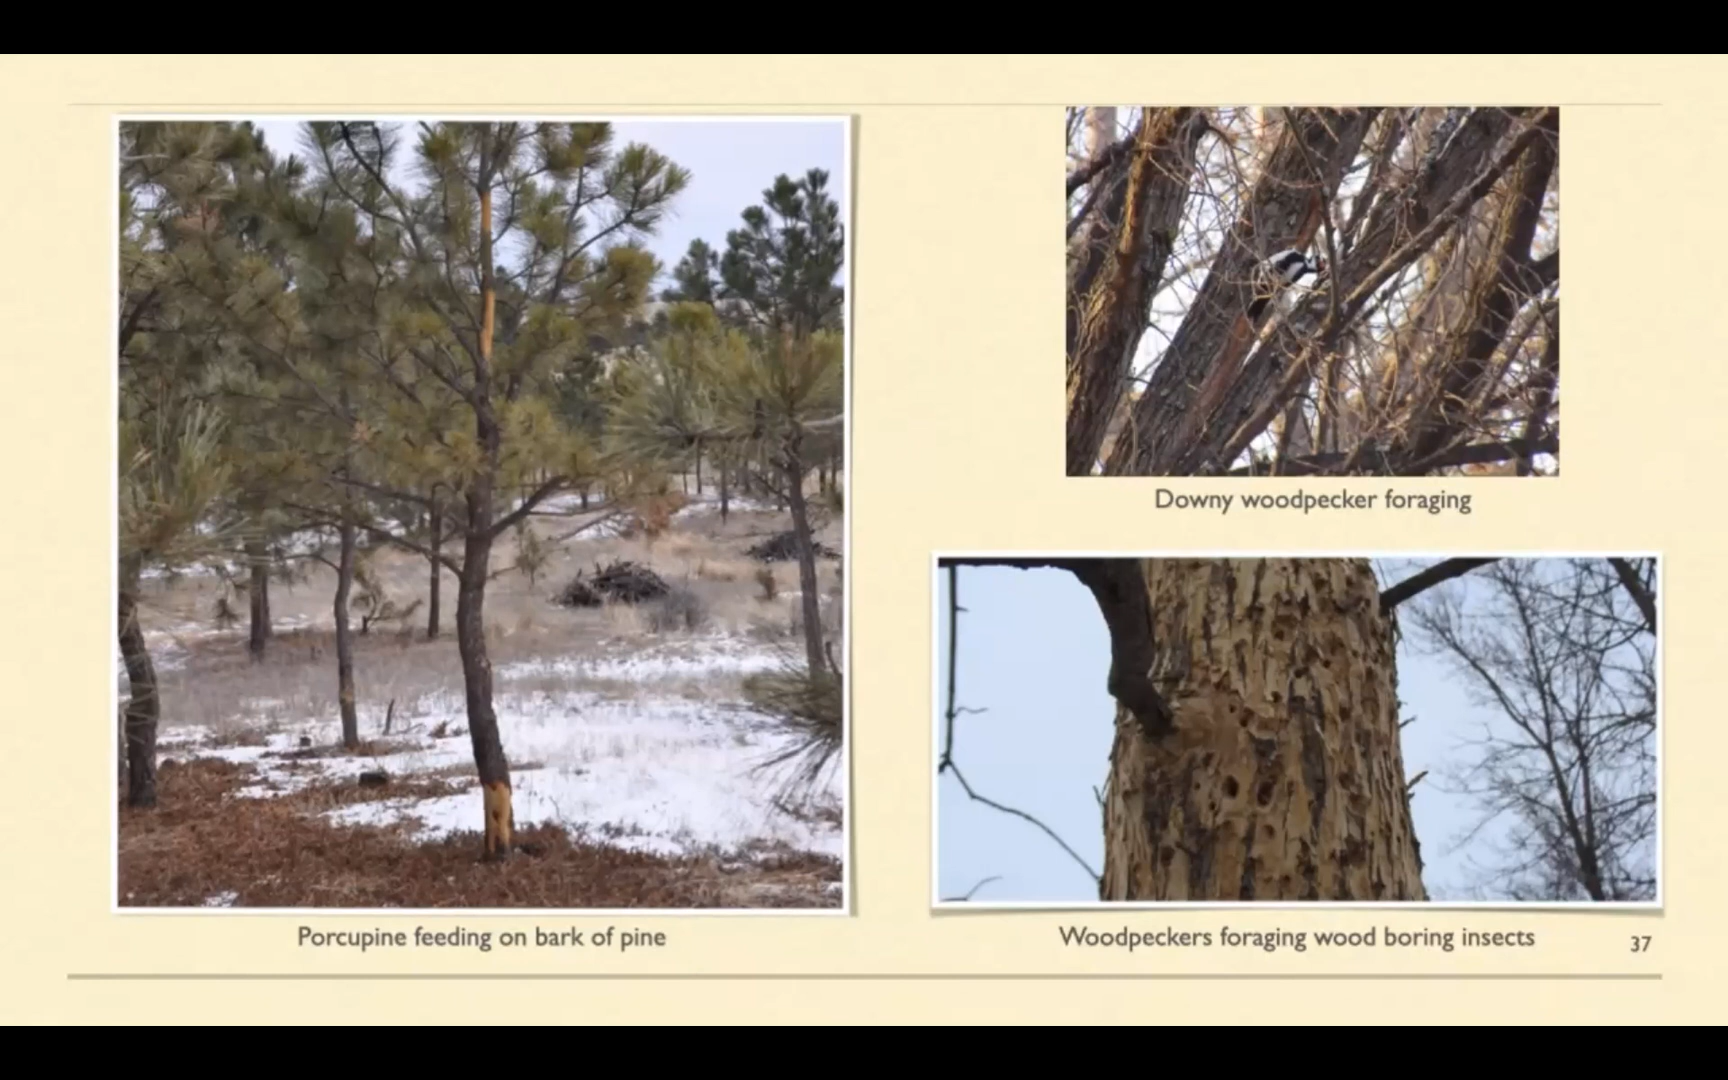 Downy woodpecker foraging
Porcupine feeding on bark of pine
Woodpeckers foraging wood boring insects
37